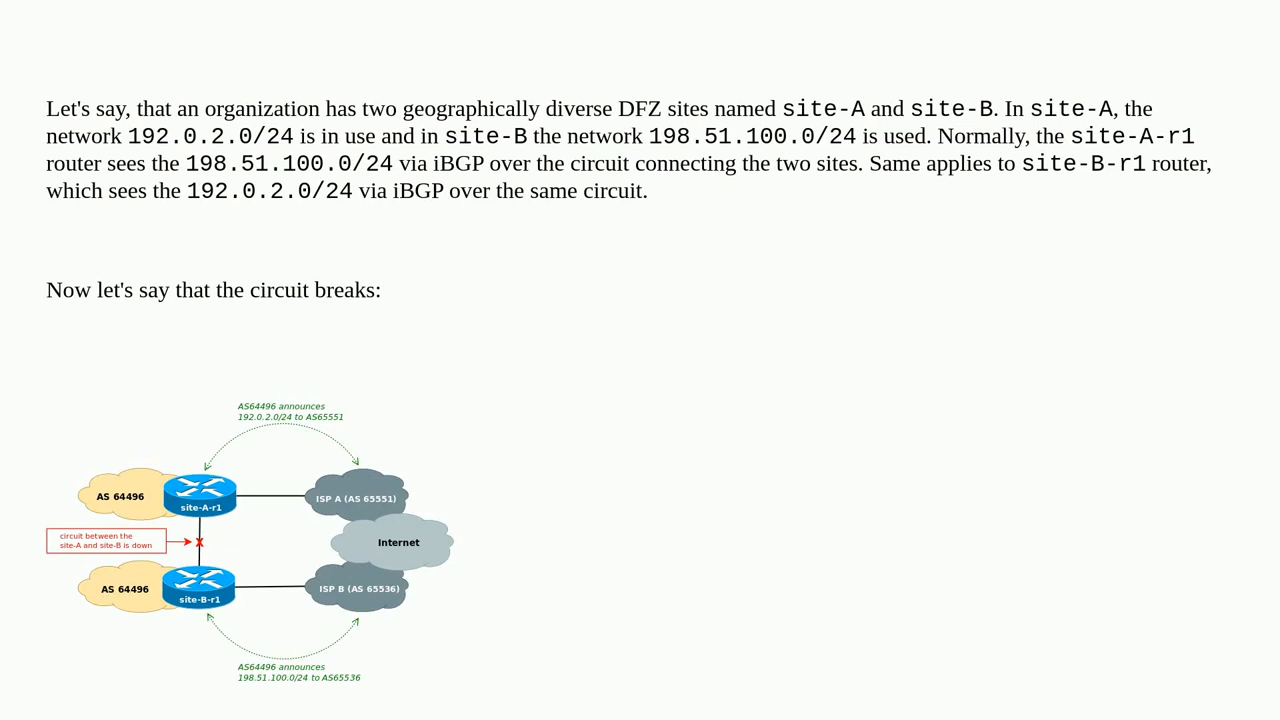 Let's say, that an organization has two geographically diverse DFZ sites named site-A and site-B. In site-A, the
network 192.0.2.0/24 is in use and in site-B the network 198.51.100.0/24 is used. Normally, the site-A-r1
router sees the 198.51.100.0/24 via iBGP over the circuit connecting the two sites. Same applies to site-B-r1 router,
which sees the 192.0.2.0/24 via iBGP over the same circuit.
Now let's say that the circuit breaks:
AS64496 announces
192.0.2.0/24 to AS65551
AS 64496
site-A-r1
ISP A (AS 65551)
circuit between the
site-A and site-B is down
Internet
AS 64496
site-B-r1
ISP B (AS 65536)
AS64496 announces
198.51.100.0/24 to AS65536